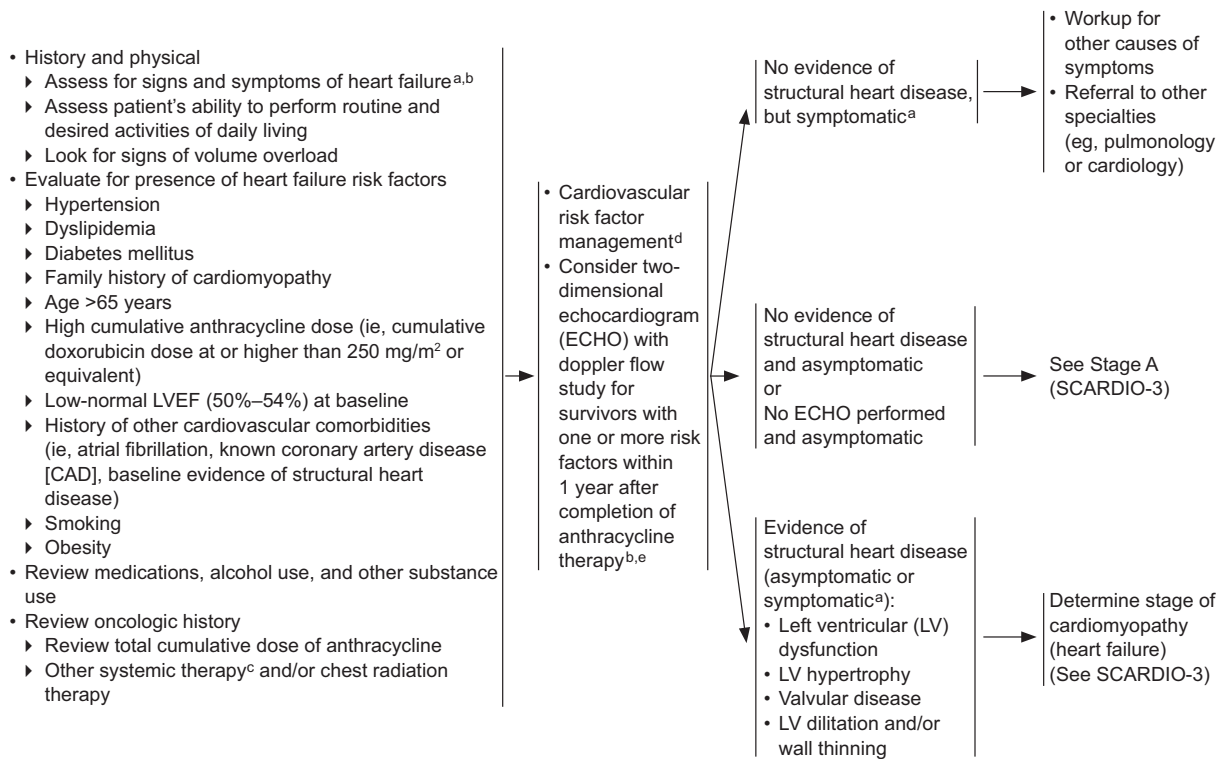 • History and physical
▸ Assess for signs and symptoms of heart failureᵃ,ᵇ
▸ Assess patient's ability to perform routine and
desired activities of daily living
▸ Look for signs of volume overload
• Evaluate for presence of heart failure risk factors
▸ Hypertension
▸ Dyslipidemia
▸ Diabetes mellitus
▸ Family history of cardiomyopathy
▸ Age >65 years
▸ High cumulative anthracycline dose (ie, cumulative
doxorubicin dose at or higher than 250 mg/m² or
equivalent)
▸ Low-normal LVEF (50%–54%) at baseline
▸ History of other cardiovascular comorbidities
(ie, atrial fibrillation, known coronary artery disease
[CAD], baseline evidence of structural heart
disease)
▸ Smoking
▸ Obesity
• Review medications, alcohol use, and other substance
use
• Review oncologic history
▸ Review total cumulative dose of anthracycline
▸ Other systemic therapyᶜ and/or chest radiation
therapy
• Cardiovascular
risk factor
managementᵈ
• Consider two-
dimensional
echocardiogram
(ECHO) with
doppler flow
study for
survivors with
one or more risk
factors within
1 year after
completion of
anthracycline
therapyᵇ,ᵉ
No evidence of
structural heart disease,
but symptomaticᵃ
• Workup for
other causes of
symptoms
• Referral to other
specialties
(eg, pulmonology
or cardiology)
No evidence of
structural heart disease
and asymptomatic
or
No ECHO performed
and asymptomatic
See Stage A
(SCARDIO-3)
Evidence of
structural heart disease
(asymptomatic or
symptomaticᵃ):
• Left ventricular (LV)
dysfunction
• LV hypertrophy
• Valvular disease
• LV dilitation and/or
wall thinning
Determine stage of
cardiomyopathy
(heart failure)
(See SCARDIO-3)